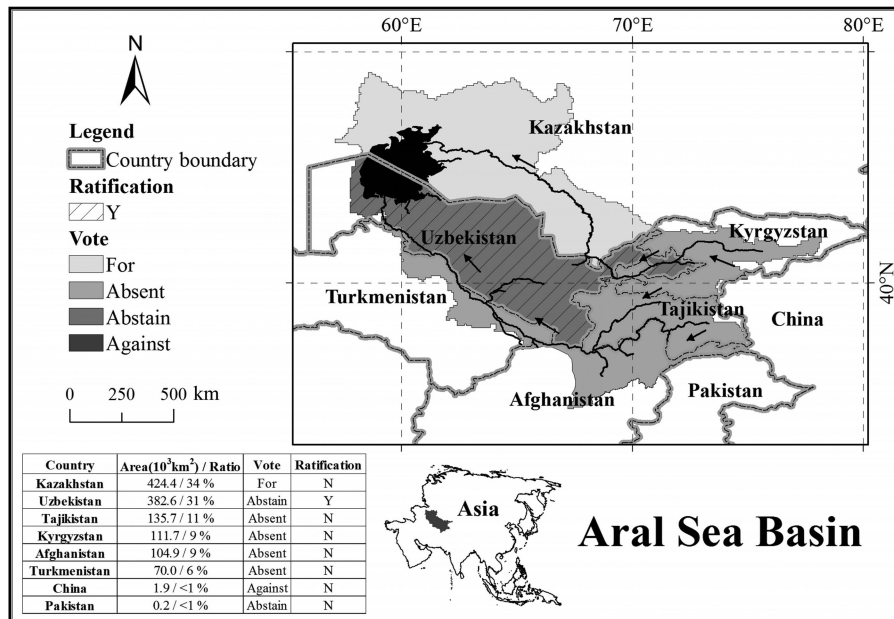 60°E 70°E 80°E
N
Legend
Country boundary
Ratification
Y
Vote
For
Absent
Abstain
Against
0 250 500 km
Kazakhstan
Kyrgyzstan
Uzbekistan
40°N
Turkmenistan
Tajikistan
China
Afghanistan
Pakistan
Country Area(10³km²) / Ratio Vote Ratification
Kazakhstan 424.4 / 34 % For N
Uzbekistan 382.6 / 31 % Abstain Y
Tajikistan 135.7 / 11 % Absent N
Kyrgyzstan 111.7 / 9 % Absent N
Afghanistan 104.9 / 9 % Absent N
Turkmenistan 70.0 / 6 % Absent N
China 1.9 / <1 % Against N
Pakistan 0.2 / <1 % Abstain N
Asia
Aral Sea Basin